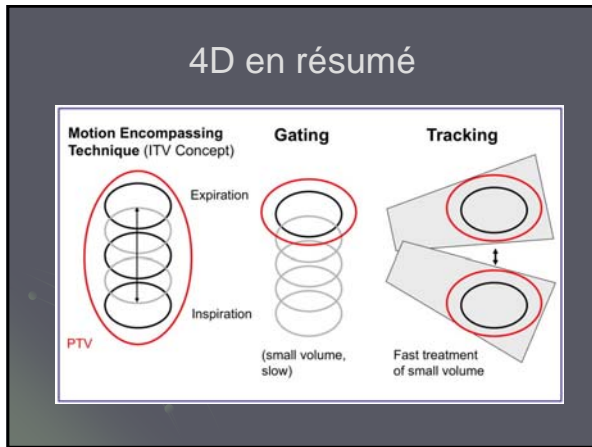 4D en résumé
Motion Encompassing
Technique (ITV Concept)
Expiration
Inspiration
PTV
Gating
(small volume,
slow)
Tracking
Fast treatment
of small volume